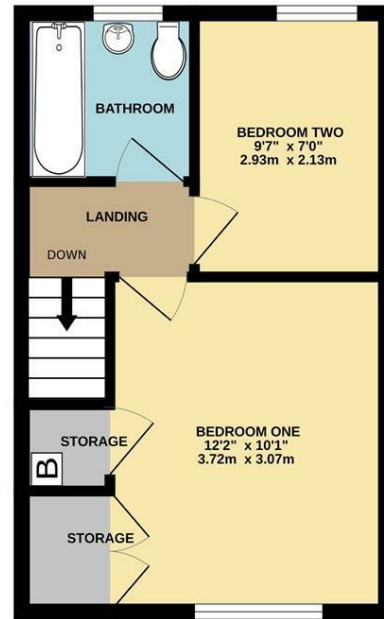 BATHROOM
BEDROOM TWO
9'7" x 7'0"
2.93m x 2.13m
LANDING
DOWN
BEDROOM ONE
12'2" x 10'1"
3.72m x 3.07m
STORAGE
B
STORAGE